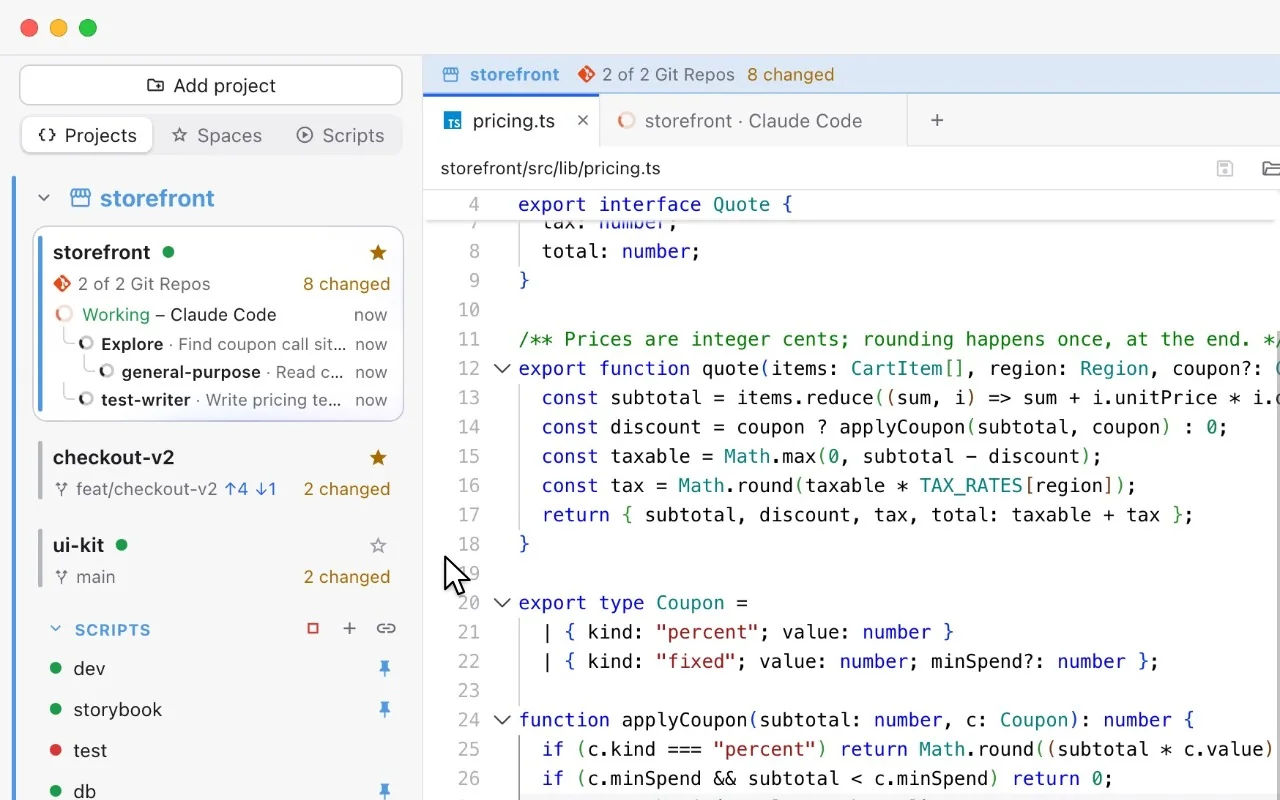 Add project
Projects
Spaces
Scripts
storefront
storefront
2 of 2 Git Repos
8 changed
Working – Claude Code
now
Explore · Find coupon call sit...
now
general-purpose · Read c...
now
test-writer · Write pricing te...
now
checkout-v2
feat/checkout-v2 ↑4 ↓1
2 changed
ui-kit
main
2 changed
SCRIPTS
dev
storybook
test
db
storefront
2 of 2 Git Repos
8 changed
TS pricing.ts
storefront · Claude Code
storefront/src/lib/pricing.ts
4 export interface Quote {
7 tax: number;
8 total: number;
9 }
10
11 /** Prices are integer cents; rounding happens once, at the end. */
12 export function quote(items: CartItem[], region: Region, coupon?:
13 const subtotal = items.reduce((sum, i) => sum + i.unitPrice * i.
14 const discount = coupon ? applyCoupon(subtotal, coupon) : 0;
15 const taxable = Math.max(0, subtotal - discount);
16 const tax = Math.round(taxable * TAX_RATES[region]);
17 return { subtotal, discount, tax, total: taxable + tax };
18 }
19
20 export type Coupon =
21 | { kind: "percent"; value: number }
22 | { kind: "fixed"; value: number; minSpend?: number };
23
24 function applyCoupon(subtotal: number, c: Coupon): number {
25 if (c.kind === "percent") return Math.round((subtotal * c.value)
26 if (c.minSpend && subtotal < c.minSpend) return 0;